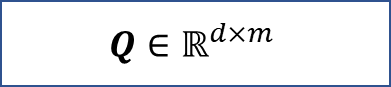 𝑸 ∈ ℝ^{d×m}